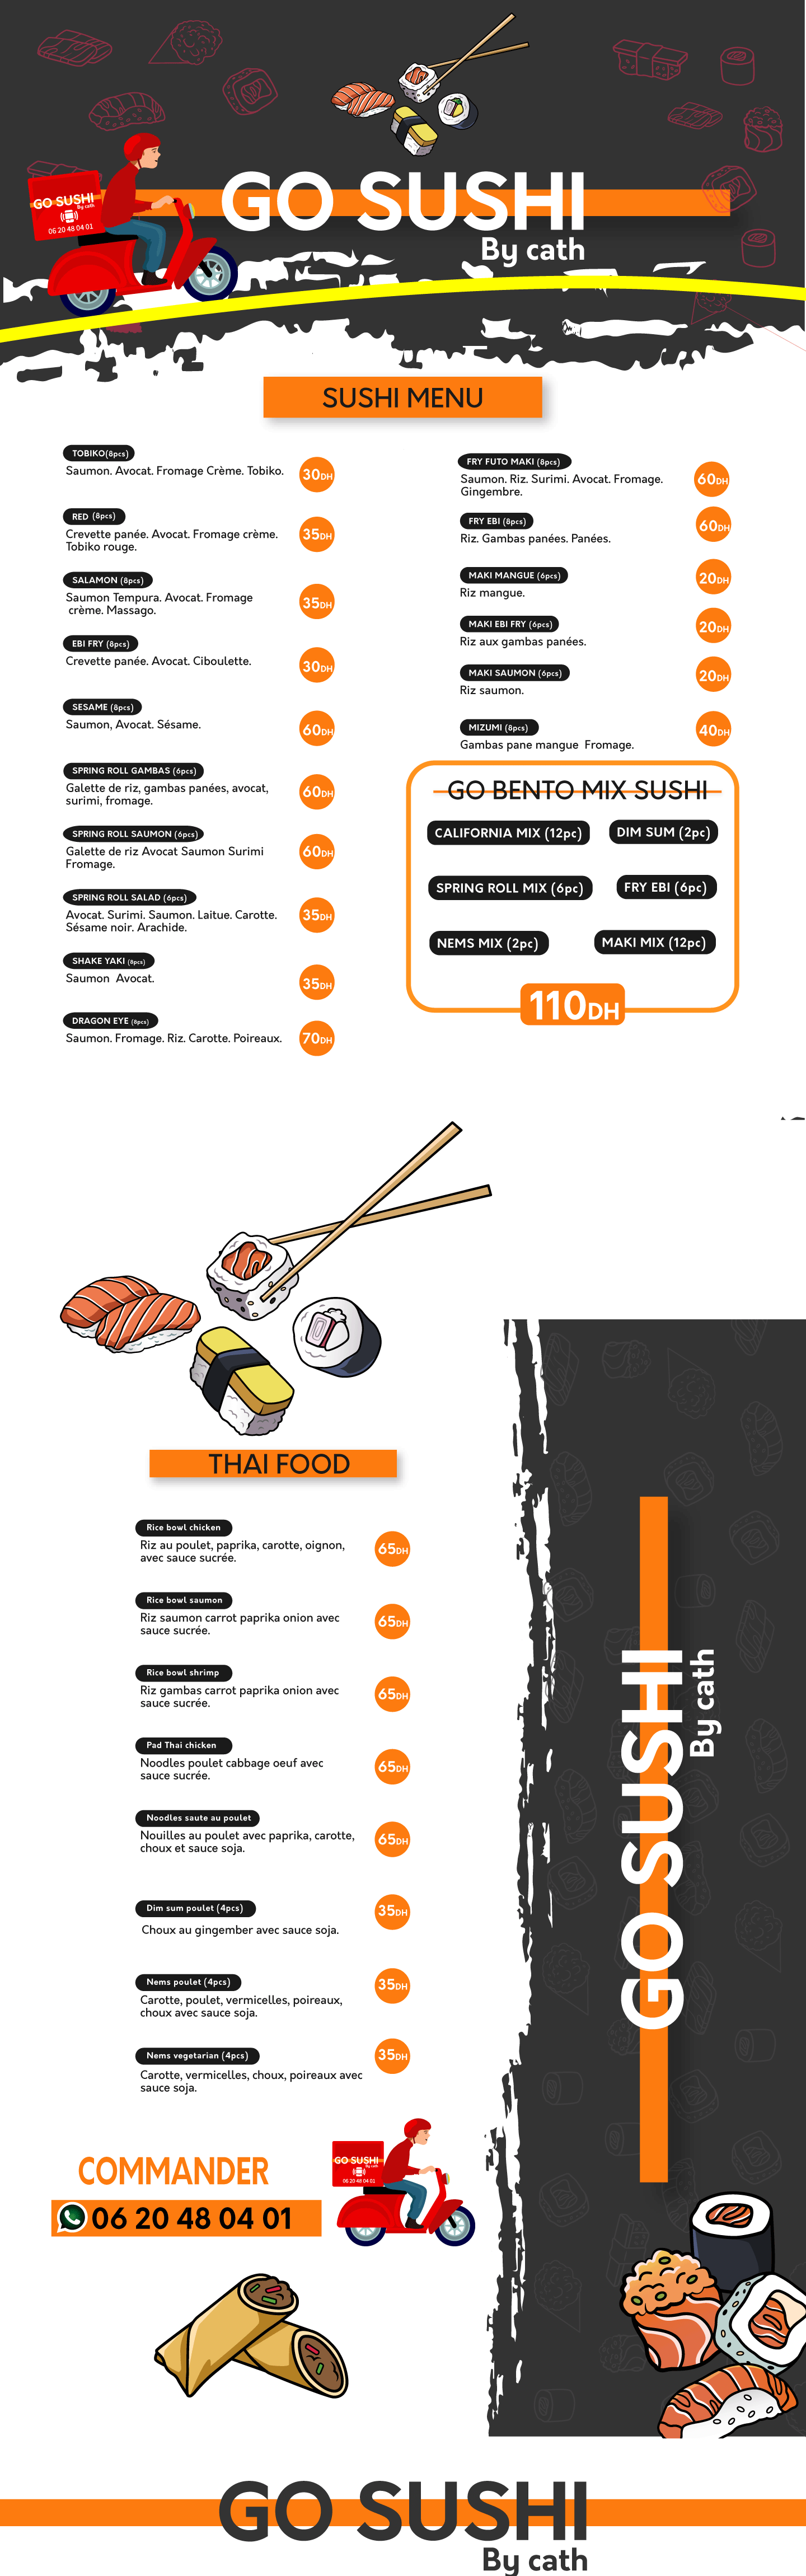 GO SUSHI
By cath
GO SUSHI
By cath
06 20 48 04 01
SUSHI MENU
TOBIKO(8pcs)
Saumon. Avocat. Fromage Crème. Tobiko.
30DH
RED (8pcs)
Crevette panée. Avocat. Fromage crème.
Tobiko rouge.
35DH
SALAMON (8pcs)
Saumon Tempura. Avocat. Fromage
crème. Massago.
35DH
EBI FRY (8pcs)
Crevette panée. Avocat. Ciboulette.
30DH
SESAME (8pcs)
Saumon, Avocat. Sésame.
60DH
SPRING ROLL GAMBAS (6pcs)
Galette de riz, gambas panées, avocat,
surimi, fromage.
60DH
SPRING ROLL SAUMON (6pcs)
Galette de riz Avocat Saumon Surimi
Fromage.
60DH
SPRING ROLL SALAD (6pcs)
Avocat. Surimi. Saumon. Laitue. Carotte.
Sésame noir. Arachide.
35DH
SHAKE YAKI (8pcs)
Saumon Avocat.
35DH
DRAGON EYE (8pcs)
Saumon. Fromage. Riz. Carotte. Poireaux.
70DH
FRY FUTO MAKI (8pcs)
Saumon. Riz. Surimi. Avocat. Fromage.
Gingembre.
60DH
FRY EBI (8pcs)
Riz. Gambas panées. Panées.
60DH
MAKI MANGUE (6pcs)
Riz mangue.
20DH
MAKI EBI FRY (6pcs)
Riz aux gambas panées.
20DH
MAKI SAUMON (6pcs)
Riz saumon.
20DH
MIZUMI (8pcs)
Gambas pane mangue Fromage.
40DH
GO BENTO MIX SUSHI
CALIFORNIA MIX (12pc)
DIM SUM (2pc)
SPRING ROLL MIX (6pc)
FRY EBI (6pc)
NEMS MIX (2pc)
MAKI MIX (12pc)
110DH
THAI FOOD
Rice bowl chicken
Riz au poulet, paprika, carotte, oignon,
avec sauce sucrée.
65DH
Rice bowl saumon
Riz saumon carrot paprika onion avec
sauce sucrée.
65DH
Rice bowl shrimp
Riz gambas carrot paprika onion avec
sauce sucrée.
65DH
Pad Thai chicken
Noodles poulet cabbage oeuf avec
sauce sucrée.
65DH
Noodles saute au poulet
Nouilles au poulet avec paprika, carotte,
choux et sauce soja.
65DH
Dim sum poulet (4pcs)
Choux au gingember avec sauce soja.
35DH
Nems poulet (4pcs)
Carotte, poulet, vermicelles, poireaux,
choux avec sauce soja.
35DH
Nems vegetarian (4pcs)
Carotte, vermicelles, choux, poireaux avec
sauce soja.
35DH
COMMANDER
06 20 48 04 01
GO SUSHI
By cath
06 20 48 04 01
GO SUSHI
By cath
GO SUSHI
By cath